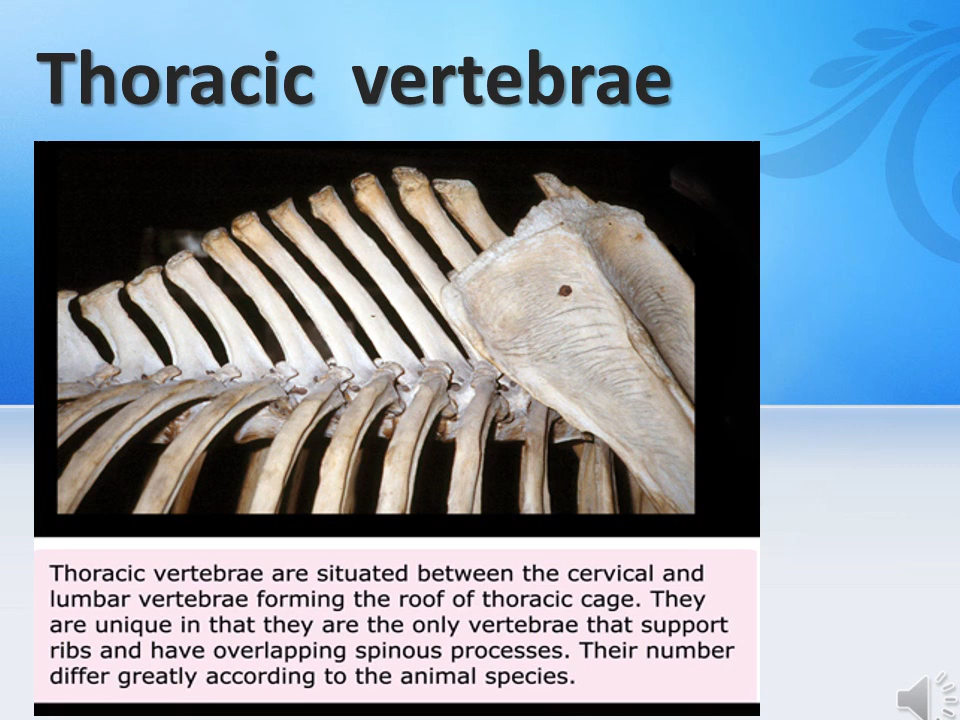 Thoracic vertebrae
Thoracic vertebrae are situated between the cervical and
lumbar vertebrae forming the roof of thoracic cage. They
are unique in that they are the only vertebrae that support
ribs and have overlapping spinous processes. Their number
differ greatly according to the animal species.